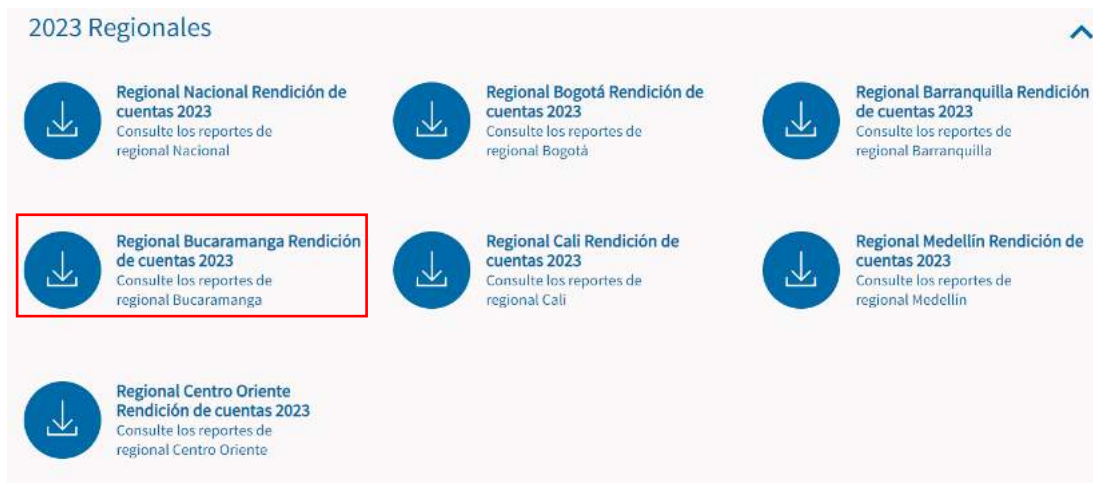 2023 Regionales
Regional Nacional Rendición de
cuentas 2023
Consulte los reportes de
regional Nacional
Regional Bogotá Rendición de
cuentas 2023
Consulte los reportes de
regional Bogotá
Regional Barranquilla Rendición
de cuentas 2023
Consulte los reportes de
regional Barranquilla
Regional Bucaramanga Rendición
de cuentas 2023
Consulte los reportes de
regional Bucaramanga
Regional Cali Rendición de
cuentas 2023
Consulte los reportes de
regional Cali
Regional Medellín Rendición de
cuentas 2023
Consulte los reportes de
regional Medellín
Regional Centro Oriente
Rendición de cuentas 2023
Consulte los reportes de
regional Centro Oriente